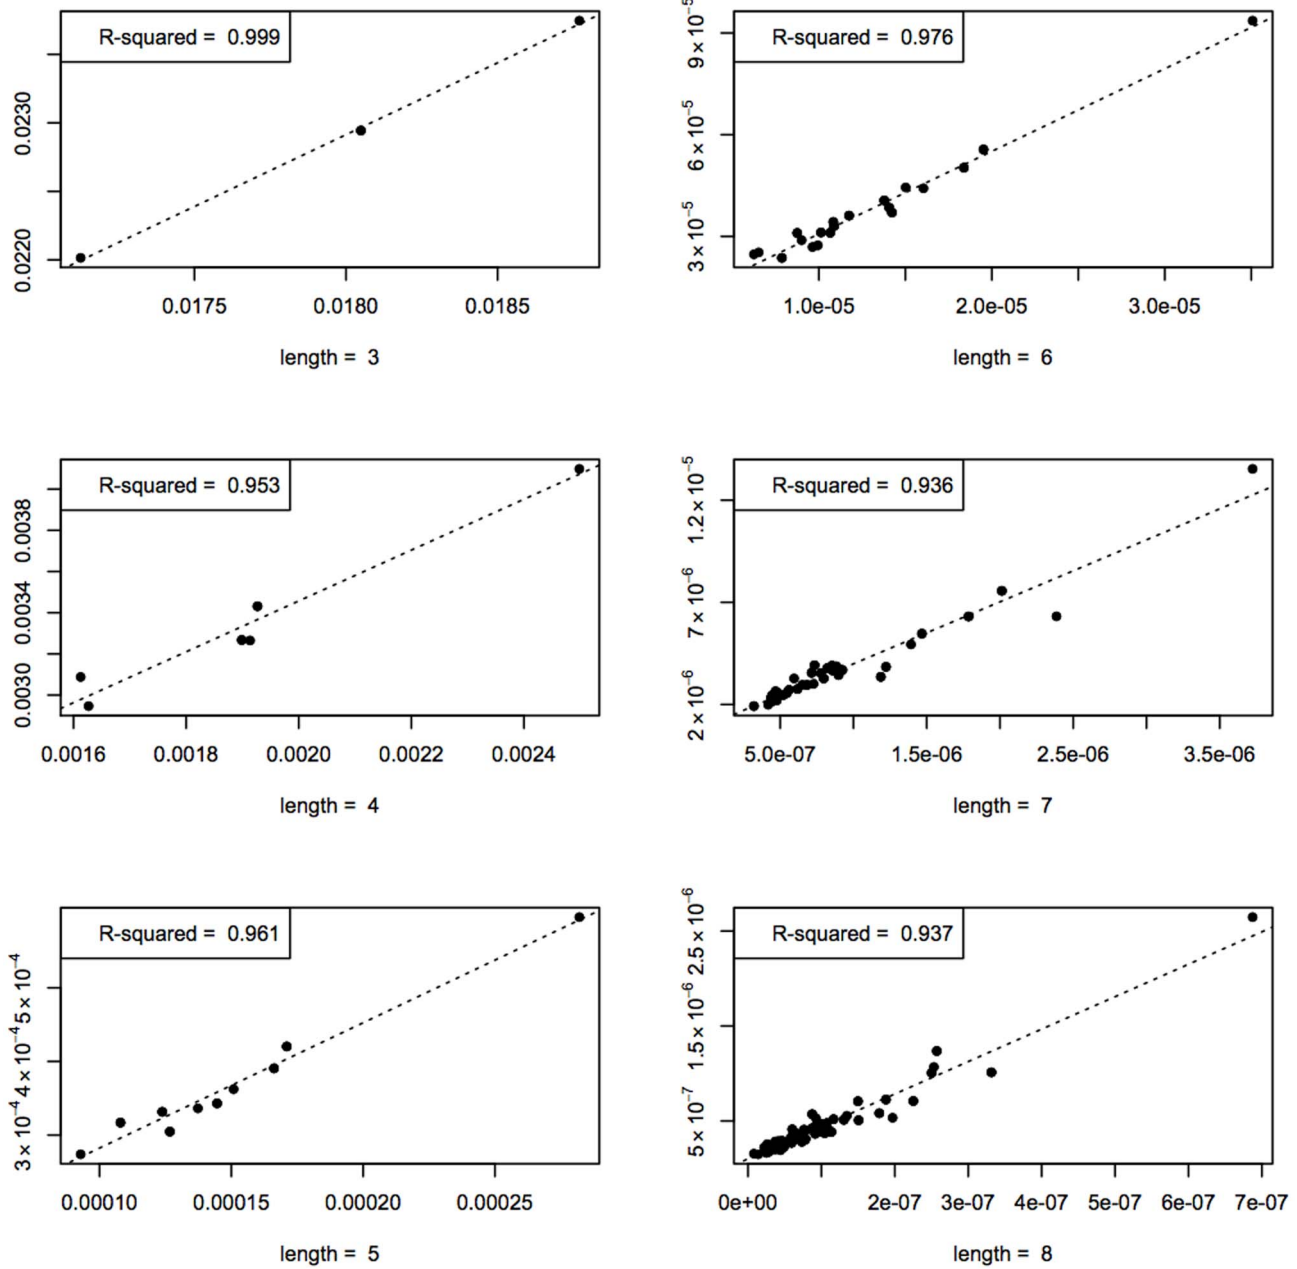 R-squared = 0.999
0.0220 0.0230
0.0175 0.0180 0.0185
length = 3
R-squared = 0.976
3×10⁻⁵ 6×10⁻⁵ 9×10⁻⁵
1.0e-05 2.0e-05 3.0e-05
length = 6
R-squared = 0.953
0.0030 0.0034 0.0038
0.0016 0.0018 0.0020 0.0022 0.0024
length = 4
R-squared = 0.936
2×10⁻⁶ 7×10⁻⁶ 1.2×10⁻⁵
5.0e-07 1.5e-06 2.5e-06 3.5e-06
length = 7
R-squared = 0.961
3×10⁻⁴ 4×10⁻⁴ 5×10⁻⁴
0.00010 0.00015 0.00020 0.00025
length = 5
R-squared = 0.937
5×10⁻⁷ 1.5×10⁻⁶ 2.5×10⁻⁶
0e+00 2e-07 3e-07 4e-07 5e-07 6e-07 7e-07
length = 8